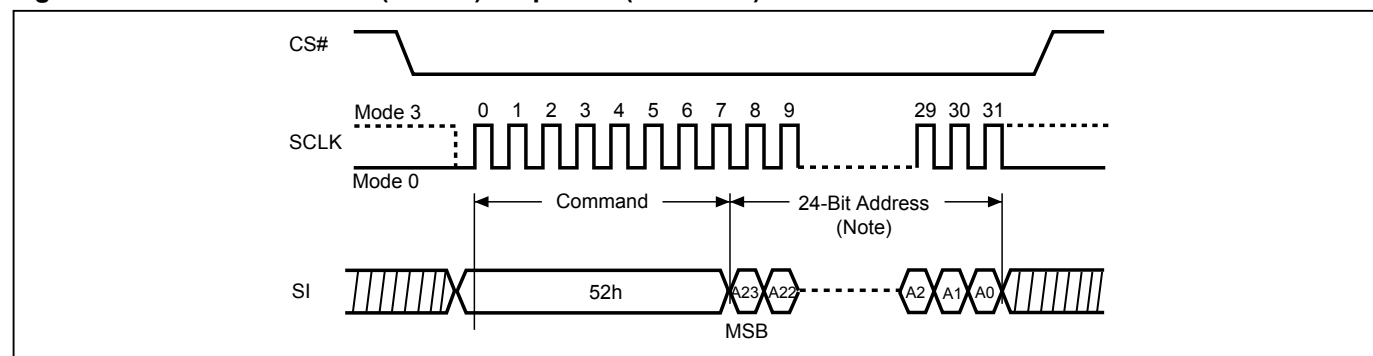 CS#
Mode 3
0 1 2 3 4 5 6 7 8 9 29 30 31
SCLK
Mode 0
Command
24-Bit Address
(Note)
SI
52h
A23 A22 A2 A1 A0
MSB